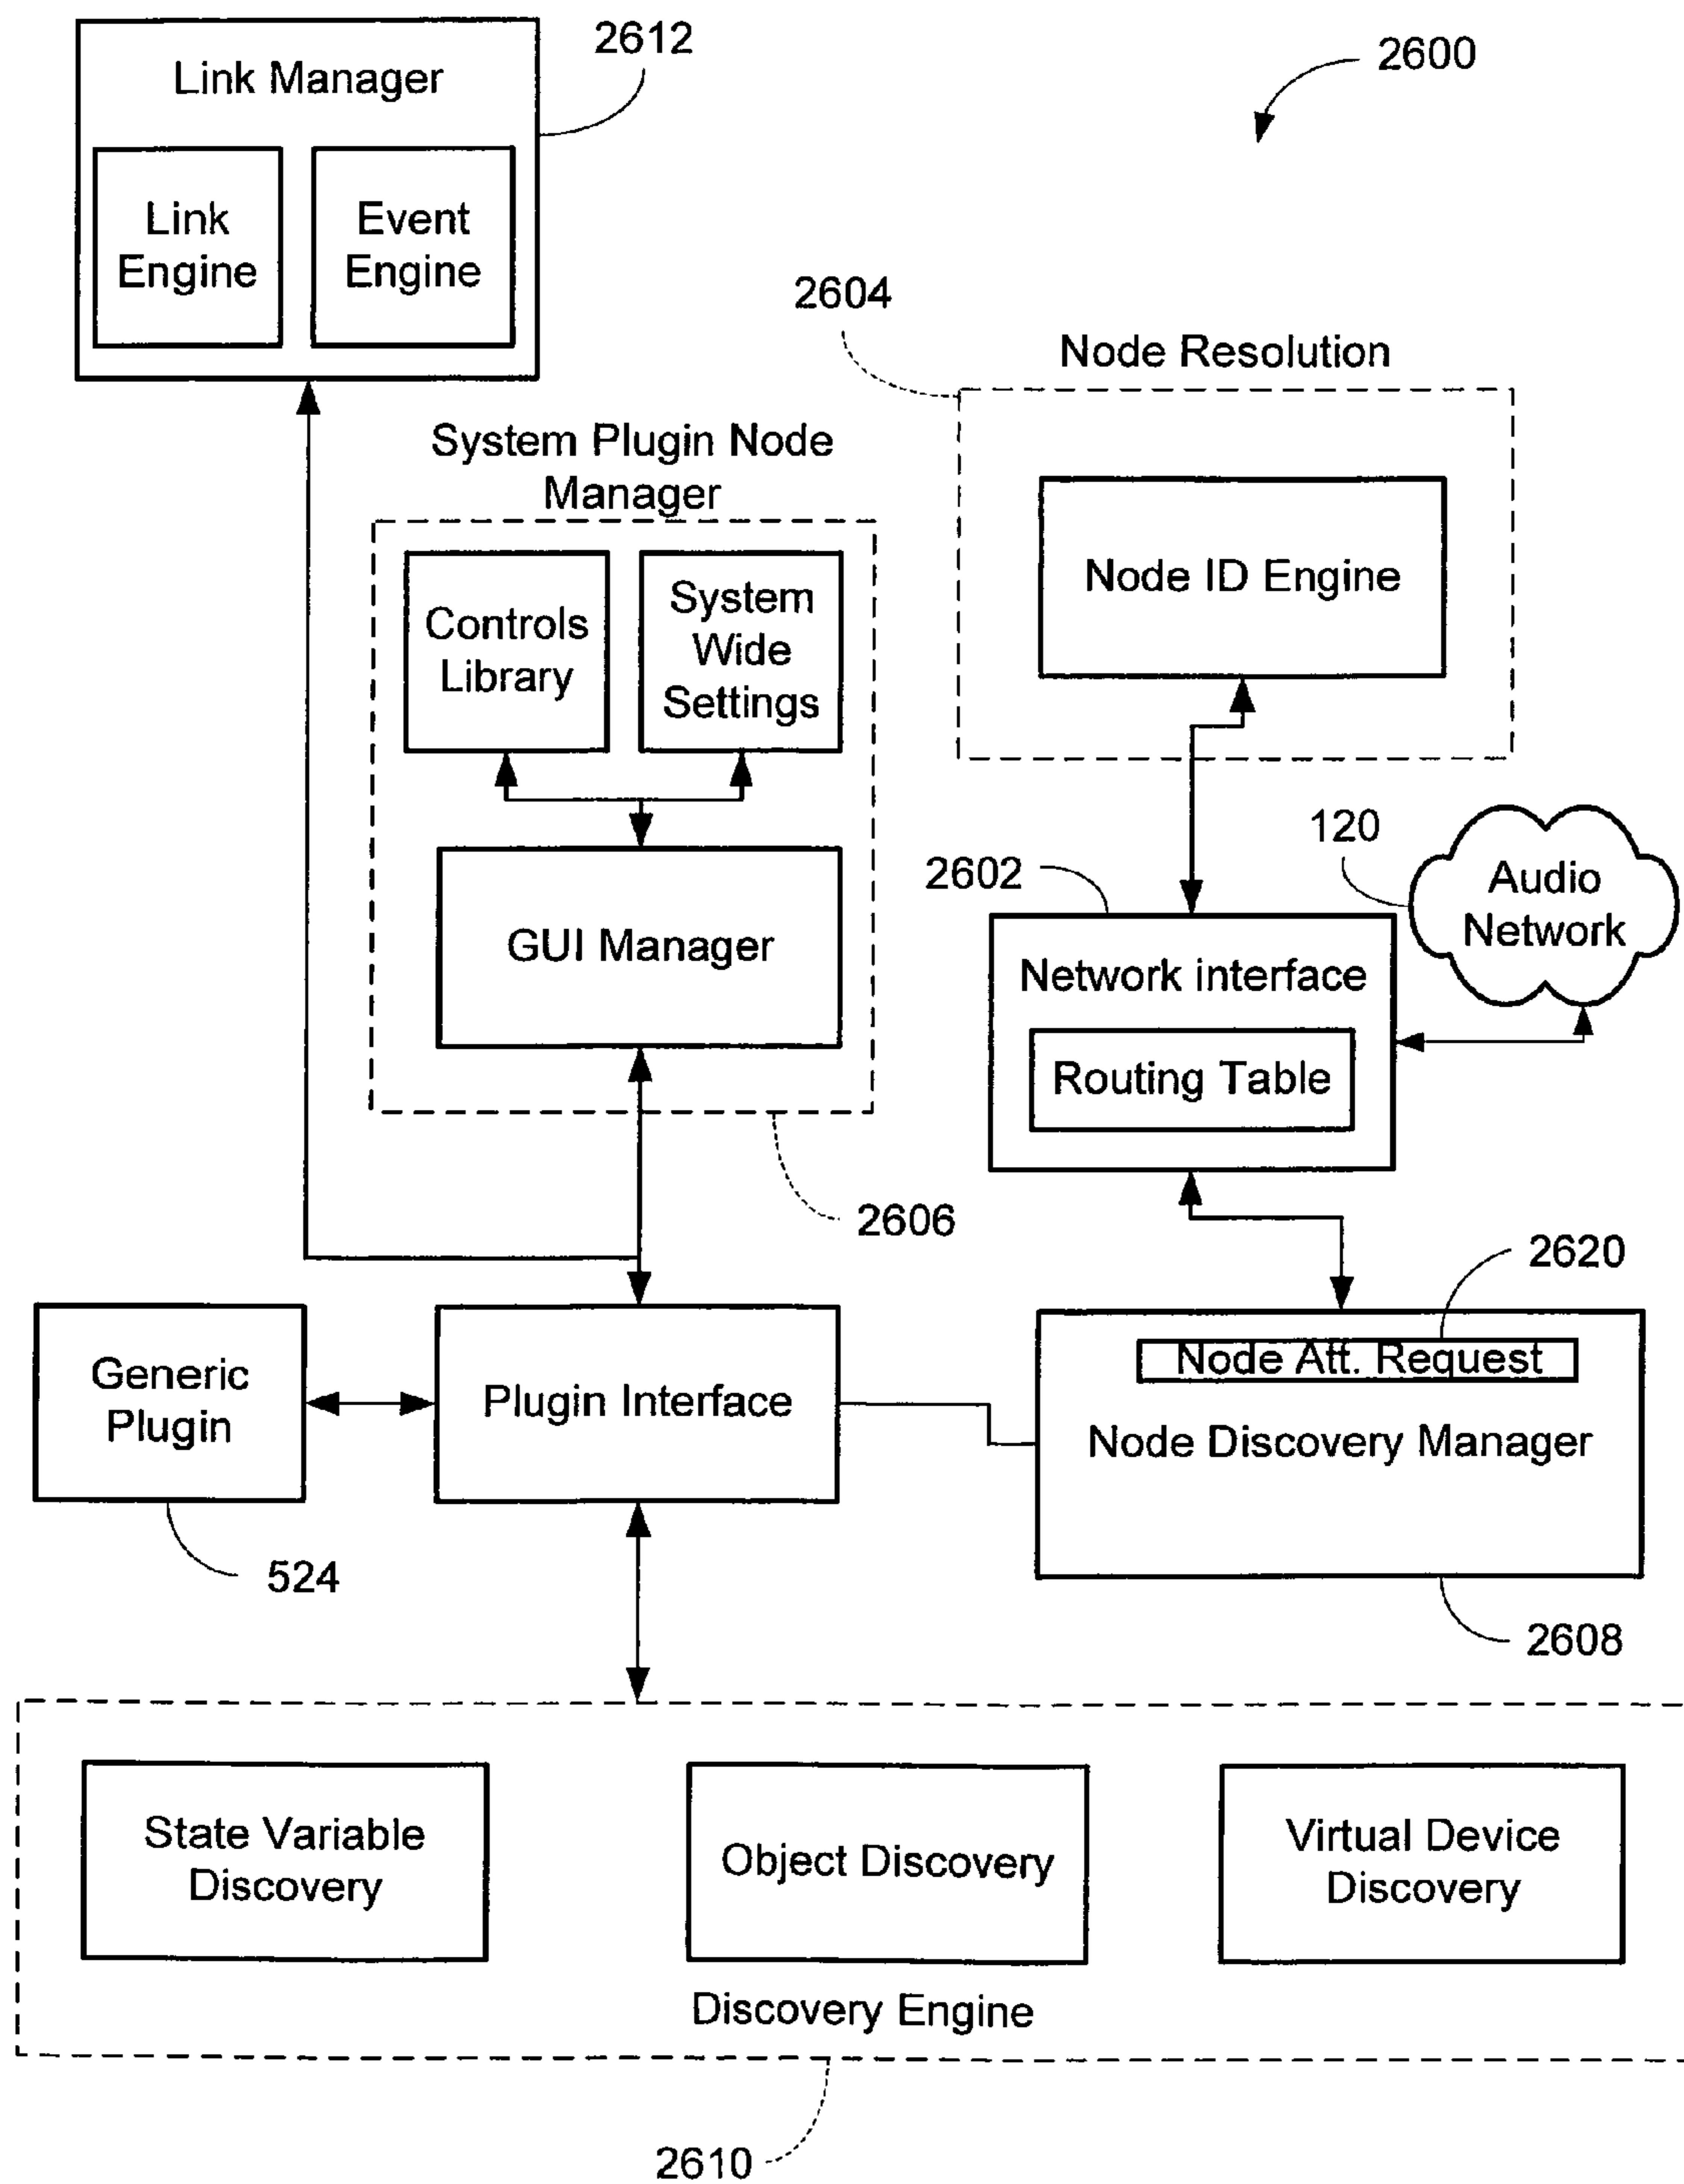 2612
2600
Link Manager
Link
Engine
Event
Engine
2604
Node Resolution
System Plugin Node
Manager
Node ID Engine
Controls
Library
System
Wide
Settings
120
Audio
Network
2602
GUI Manager
Network interface
Routing Table
2606
2620
Generic
Plugin
Plugin Interface
Node Att. Request
Node Discovery Manager
524
2608
State Variable
Discovery
Object Discovery
Virtual Device
Discovery
Discovery Engine
2610